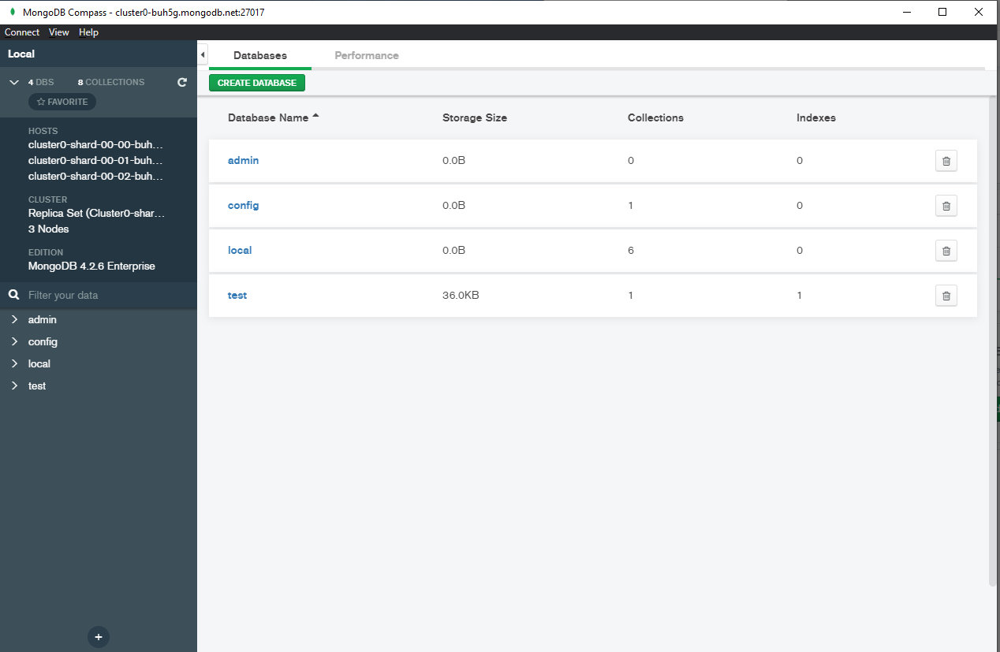 MongoDB Compass - cluster0-buh5g.mongodb.net:27017
Connect View Help
Local
4 DBS 8 COLLECTIONS
FAVORITE
HOSTS
cluster0-shard-00-00-buh...
cluster0-shard-00-01-buh...
cluster0-shard-00-02-buh...
CLUSTER
Replica Set (Cluster0-shar...
3 Nodes
EDITION
MongoDB 4.2.6 Enterprise
Filter your data
admin
config
local
test
Databases Performance
CREATE DATABASE
Database Name Storage Size Collections Indexes
admin 0.0B 0 0
config 0.0B 1 0
local 0.0B 6 0
test 36.0KB 1 1